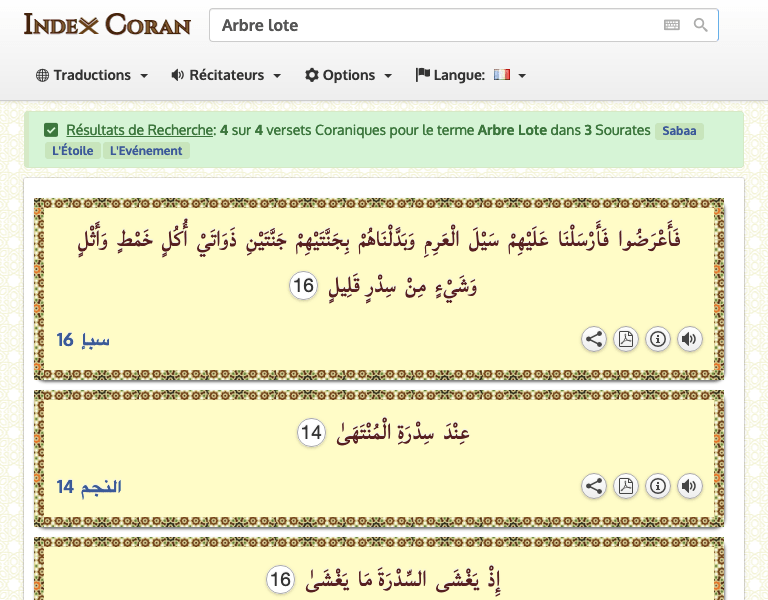 Index Coran
Arbre lote
Traductions
Récitateurs
Options
Langue:
Résultats de Recherche: 4 sur 4 versets Coraniques pour le terme Arbre Lote dans 3 Sourates Sabaa
L'Étoile L'Evénement
فَأَعْرَضُوا فَأَرْسَلْنَا عَلَيْهِمْ سَيْلَ الْعَرِمِ وَبَدَّلْنَاهُمْ بِجَنَّتَيْهِمْ جَنَّتَيْنِ ذَوَاتَيْ أُكُلٍ خَمْطٍ وَأَثْلٍ
وَشَيْءٍ مِنْ سِدْرٍ قَلِيلٍ 16
سبإ 16
عِنْدَ سِدْرَةِ الْمُنْتَهَىٰ 14
النجم 14
إِذْ يَغْشَى السِّدْرَةَ مَا يَغْشَىٰ 16